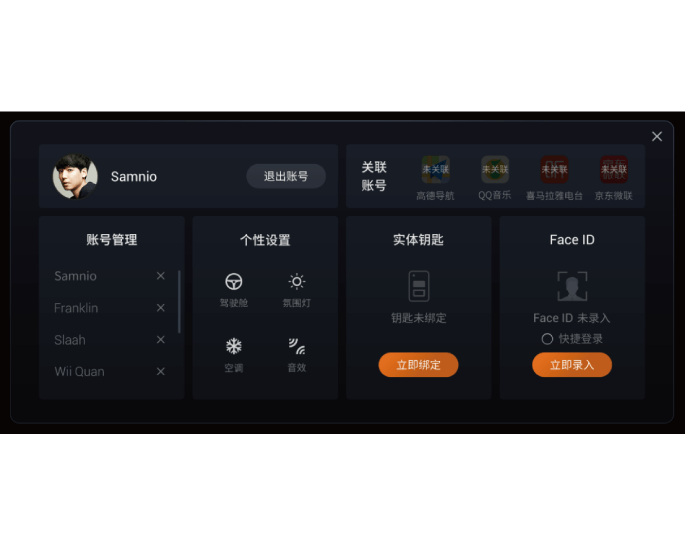 Samnio
退出账号
关联
账号
未关联
未关联
未关联
未关联
高德导航
QQ音乐
喜马拉雅电台
京东微联
账号管理
Samnio
Franklin
Slaah
Wii Quan
个性设置
驾驶舱
氛围灯
空调
音效
实体钥匙
钥匙未绑定
立即绑定
Face ID
Face ID 未录入
快捷登录
立即录入